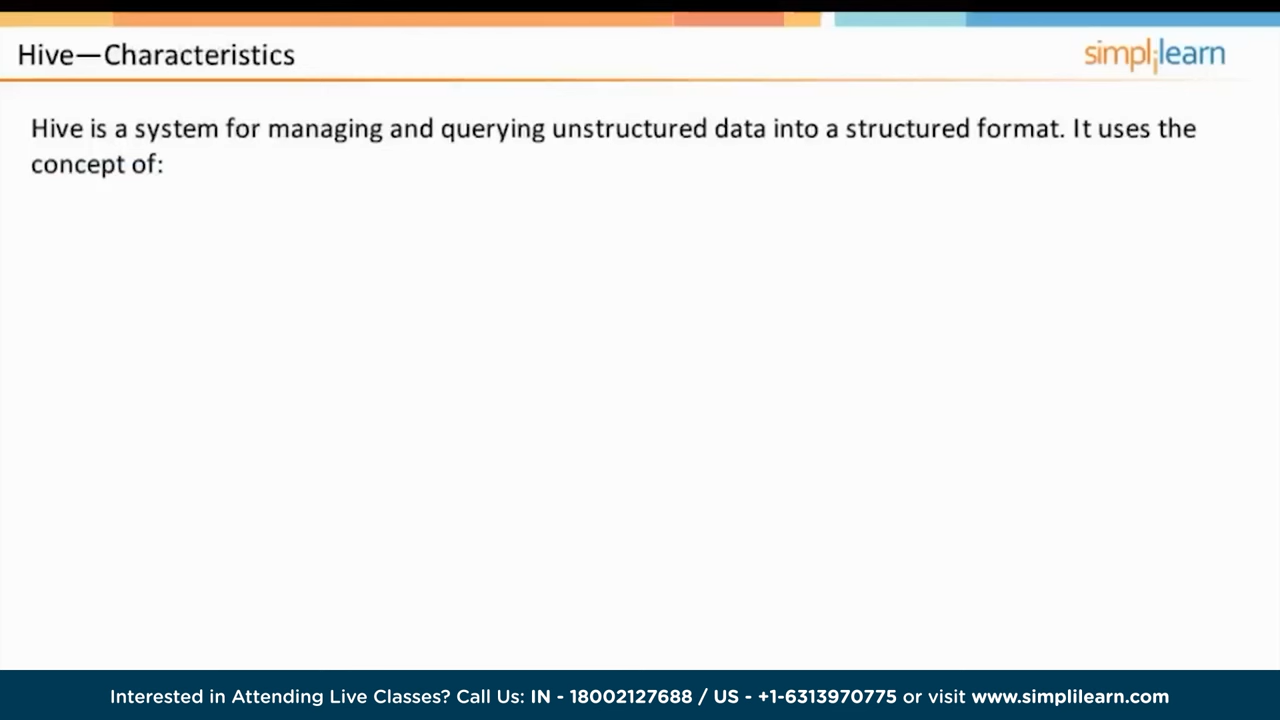 Hive—Characteristics
simplilearn
Hive is a system for managing and querying unstructured data into a structured format. It uses the
concept of:
Interested in Attending Live Classes? Call Us: IN - 18002127688 / US - +1-6313970775 or visit www.simplilearn.com